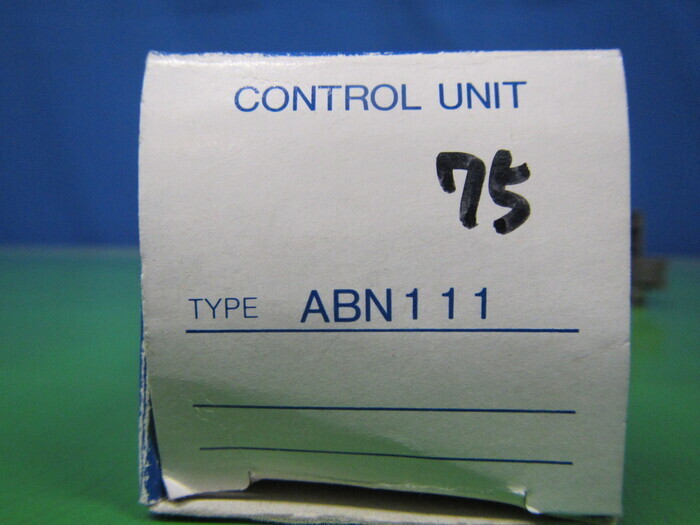 CONTROL UNIT
75
TYPE ABN111